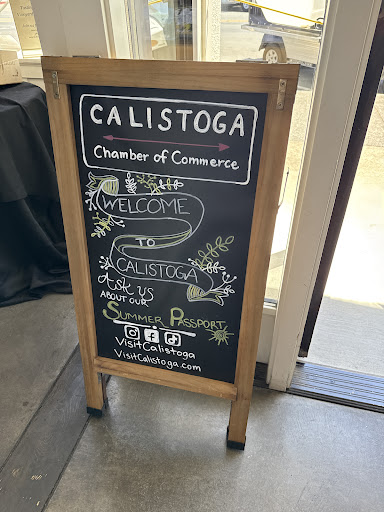 CALISTOGA
Chamber of Commerce
WELCOME
TO
CALISTOGA
Ask us
ABOUT OUR
SUMMER PASSPORT
VisitCalistoga
VisitCalistoga.com